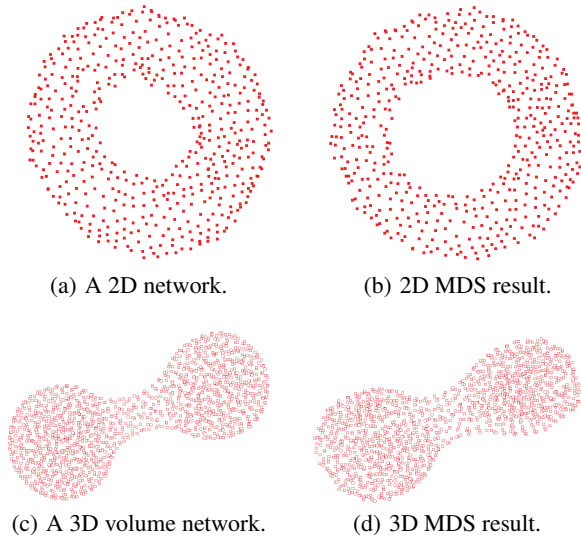 (a) A 2D network.
(b) 2D MDS result.
(c) A 3D volume network.
(d) 3D MDS result.